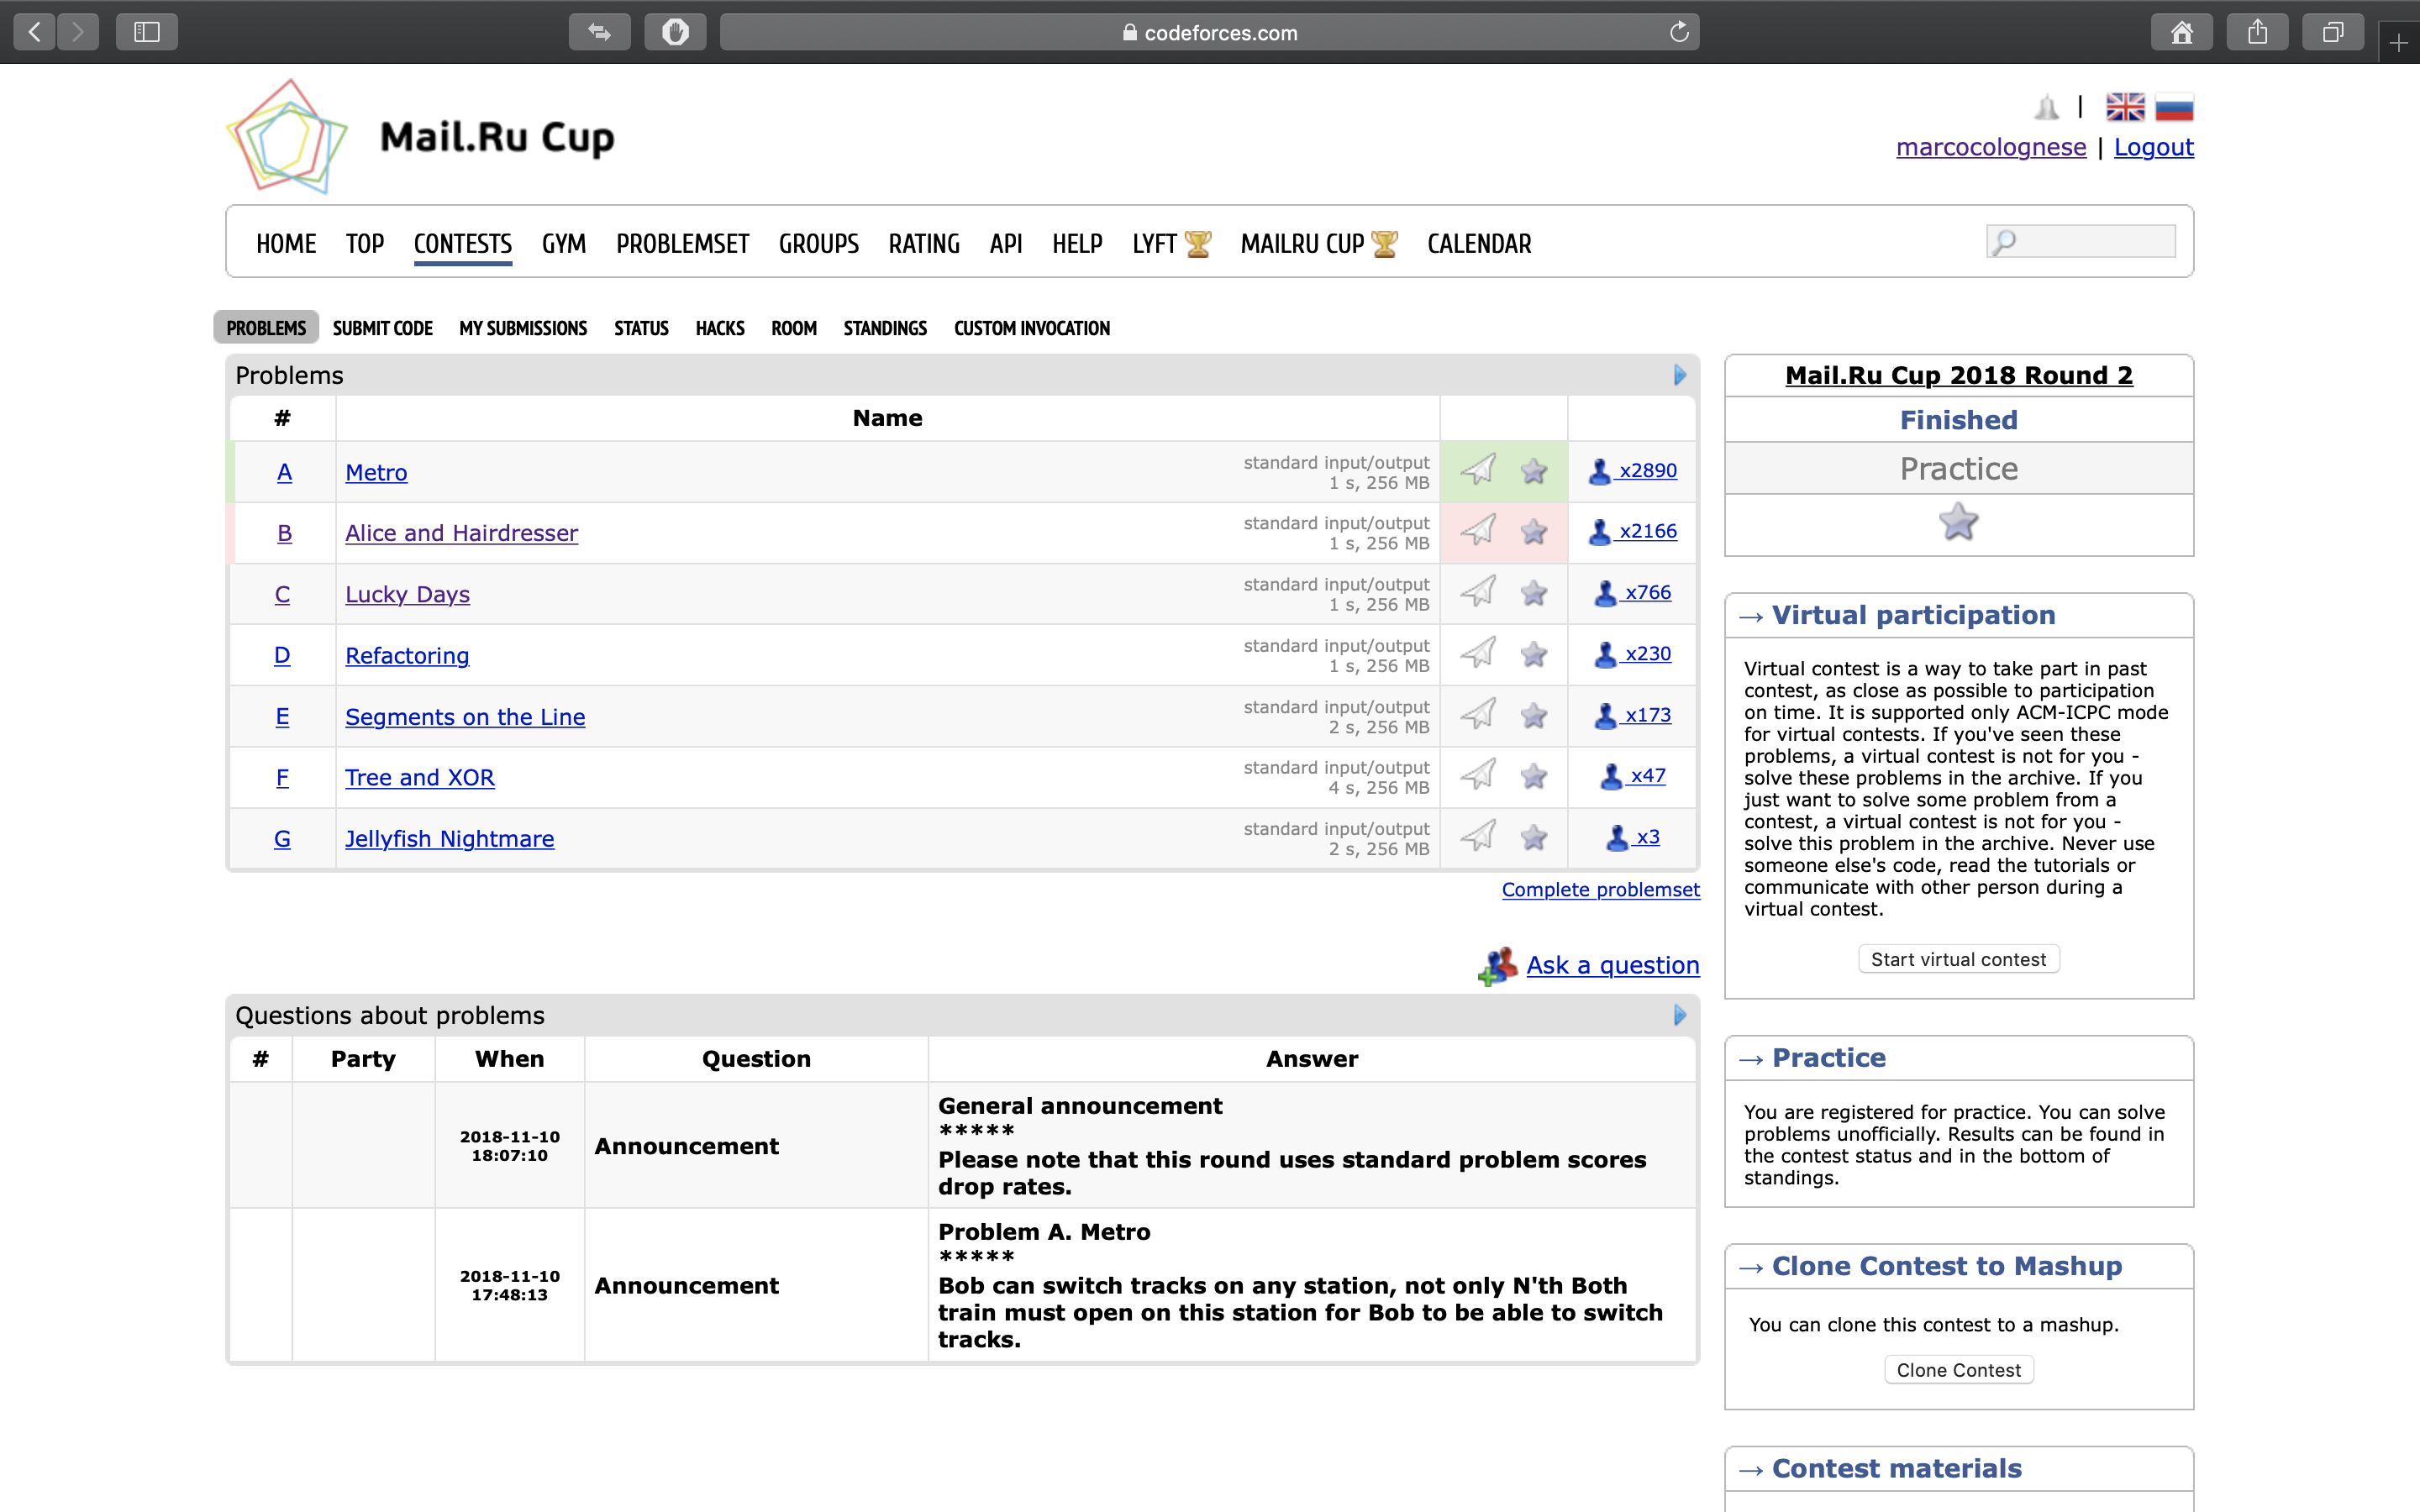 codeforces.com
Mail.Ru Cup
|
marcocolognese | Logout
HOME TOP CONTESTS GYM PROBLEMSET GROUPS RATING API HELP LYFT MAILRU CUP CALENDAR
PROBLEMS SUBMIT CODE MY SUBMISSIONS STATUS HACKS ROOM STANDINGS CUSTOM INVOCATION
Problems
# Name
A Metro standard input/output
1 s, 256 MB x2890
B Alice and Hairdresser standard input/output
1 s, 256 MB x2166
C Lucky Days standard input/output
1 s, 256 MB x766
D Refactoring standard input/output
1 s, 256 MB x230
E Segments on the Line standard input/output
2 s, 256 MB x173
F Tree and XOR standard input/output
4 s, 256 MB x47
G Jellyfish Nightmare standard input/output
2 s, 256 MB x3
Complete problemset
Ask a question
Questions about problems
# Party When Question Answer
2018-11-10
18:07:10
Announcement
General announcement
*****
Please note that this round uses standard problem scores
drop rates.
2018-11-10
17:48:13
Announcement
Problem A. Metro
*****
Bob can switch tracks on any station, not only N'th Both
train must open on this station for Bob to be able to switch
tracks.
Mail.Ru Cup 2018 Round 2
Finished
Practice
→ Virtual participation
Virtual contest is a way to take part in past
contest, as close as possible to participation
on time. It is supported only ACM-ICPC mode
for virtual contests. If you've seen these
problems, a virtual contest is not for you -
solve these problems in the archive. If you
just want to solve some problem from a
contest, a virtual contest is not for you -
solve this problem in the archive. Never use
someone else's code, read the tutorials or
communicate with other person during a
virtual contest.
Start virtual contest
→ Practice
You are registered for practice. You can solve
problems unofficially. Results can be found in
the contest status and in the bottom of
standings.
→ Clone Contest to Mashup
You can clone this contest to a mashup.
Clone Contest
→ Contest materials